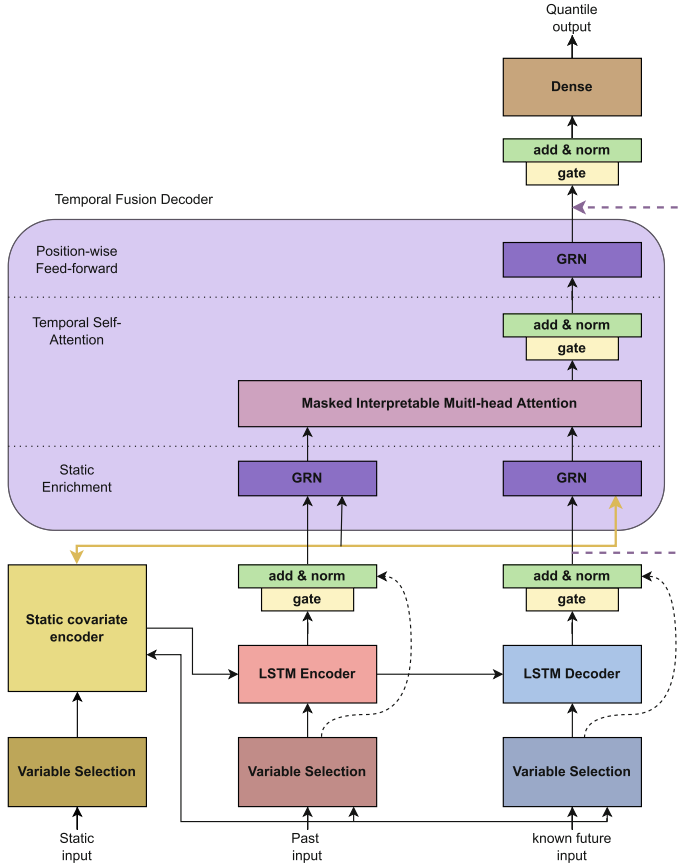 Quantile
output
Dense
add & norm
gate
Temporal Fusion Decoder
Position-wise
Feed-forward
GRN
Temporal Self-
Attention
add & norm
gate
Masked Interpretable Muitl-head Attention
Static
Enrichment
GRN
GRN
Static covariate
encoder
add & norm
gate
add & norm
gate
LSTM Encoder
LSTM Decoder
Variable Selection
Variable Selection
Variable Selection
Static
input
Past
input
known future
input